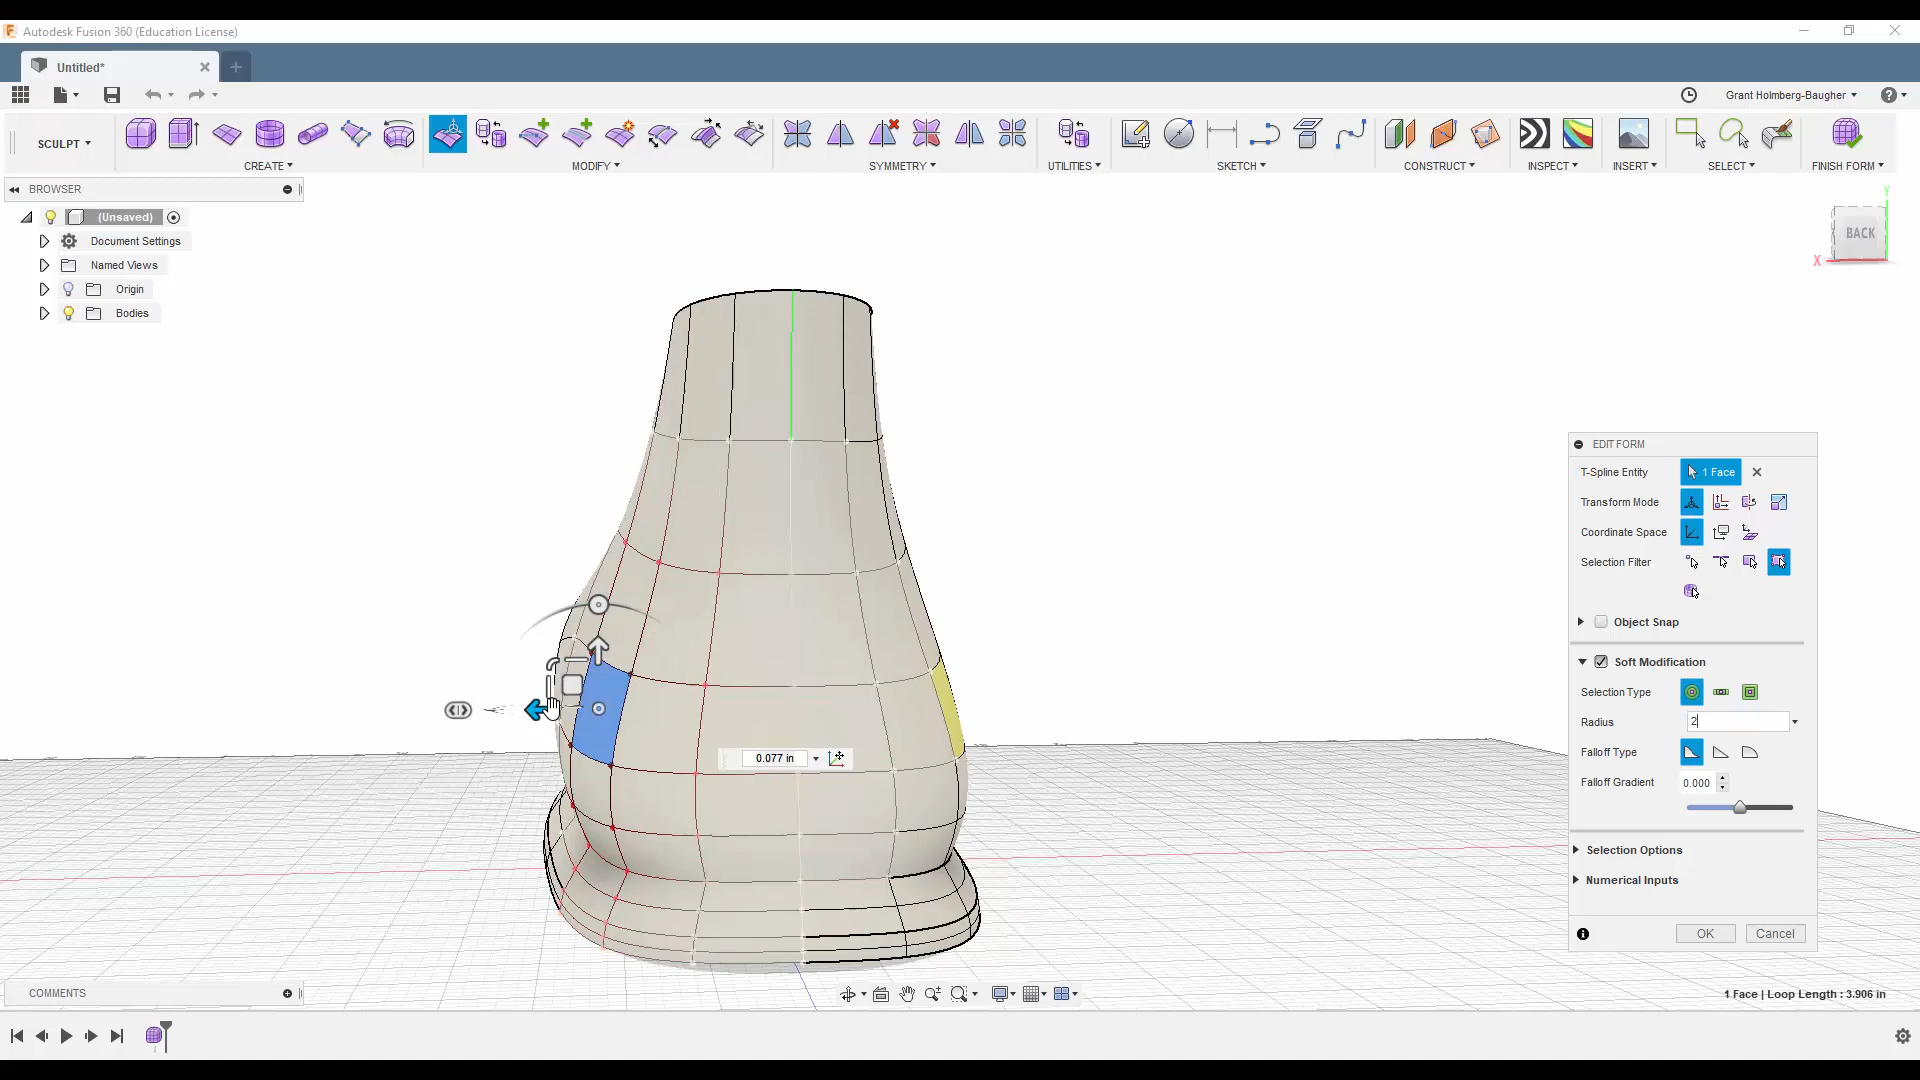 Autodesk Fusion 360 (Education License)
Untitled*
Grant Holmberg-Baugher
SCULPT
CREATE
MODIFY
SYMMETRY
UTILITIES
SKETCH
CONSTRUCT
INSPECT
INSERT
SELECT
FINISH FORM
BROWSER
(Unsaved)
Document Settings
Named Views
Origin
Bodies
Y
BACK
X
EDIT FORM
T-Spline Entity
1 Face
Transform Mode
Coordinate Space
Selection Filter
Object Snap
Soft Modification
Selection Type
Radius
2
Falloff Type
Falloff Gradient
0.000
Selection Options
Numerical Inputs
OK
Cancel
0.077 in
COMMENTS
1 Face | Loop Length : 3.906 in